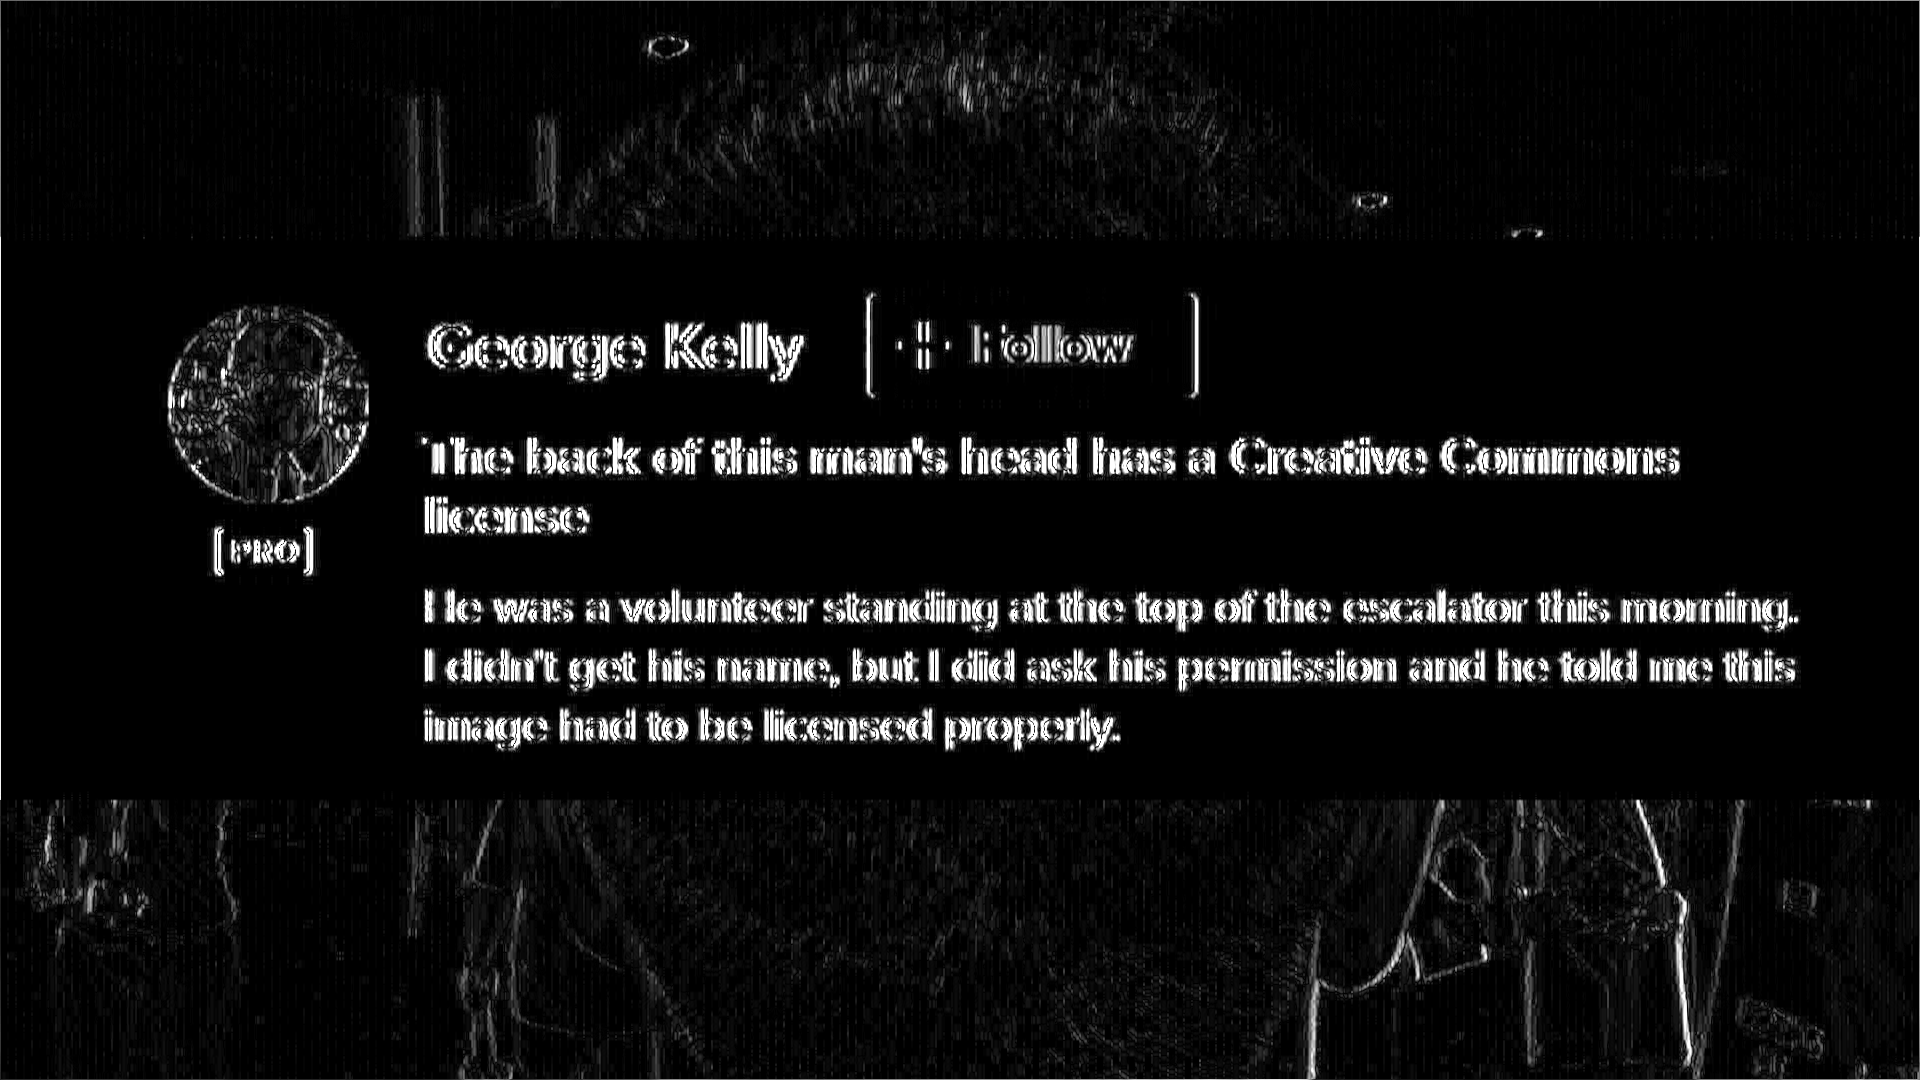 George Kelly
+ Follow
PRO
The back of this man's head has a Creative Commons
license
He was a volunteer standing at the top of the escalator this morning.
I didn't get his name, but I did ask his permission and he told me this
image had to be licensed properly.